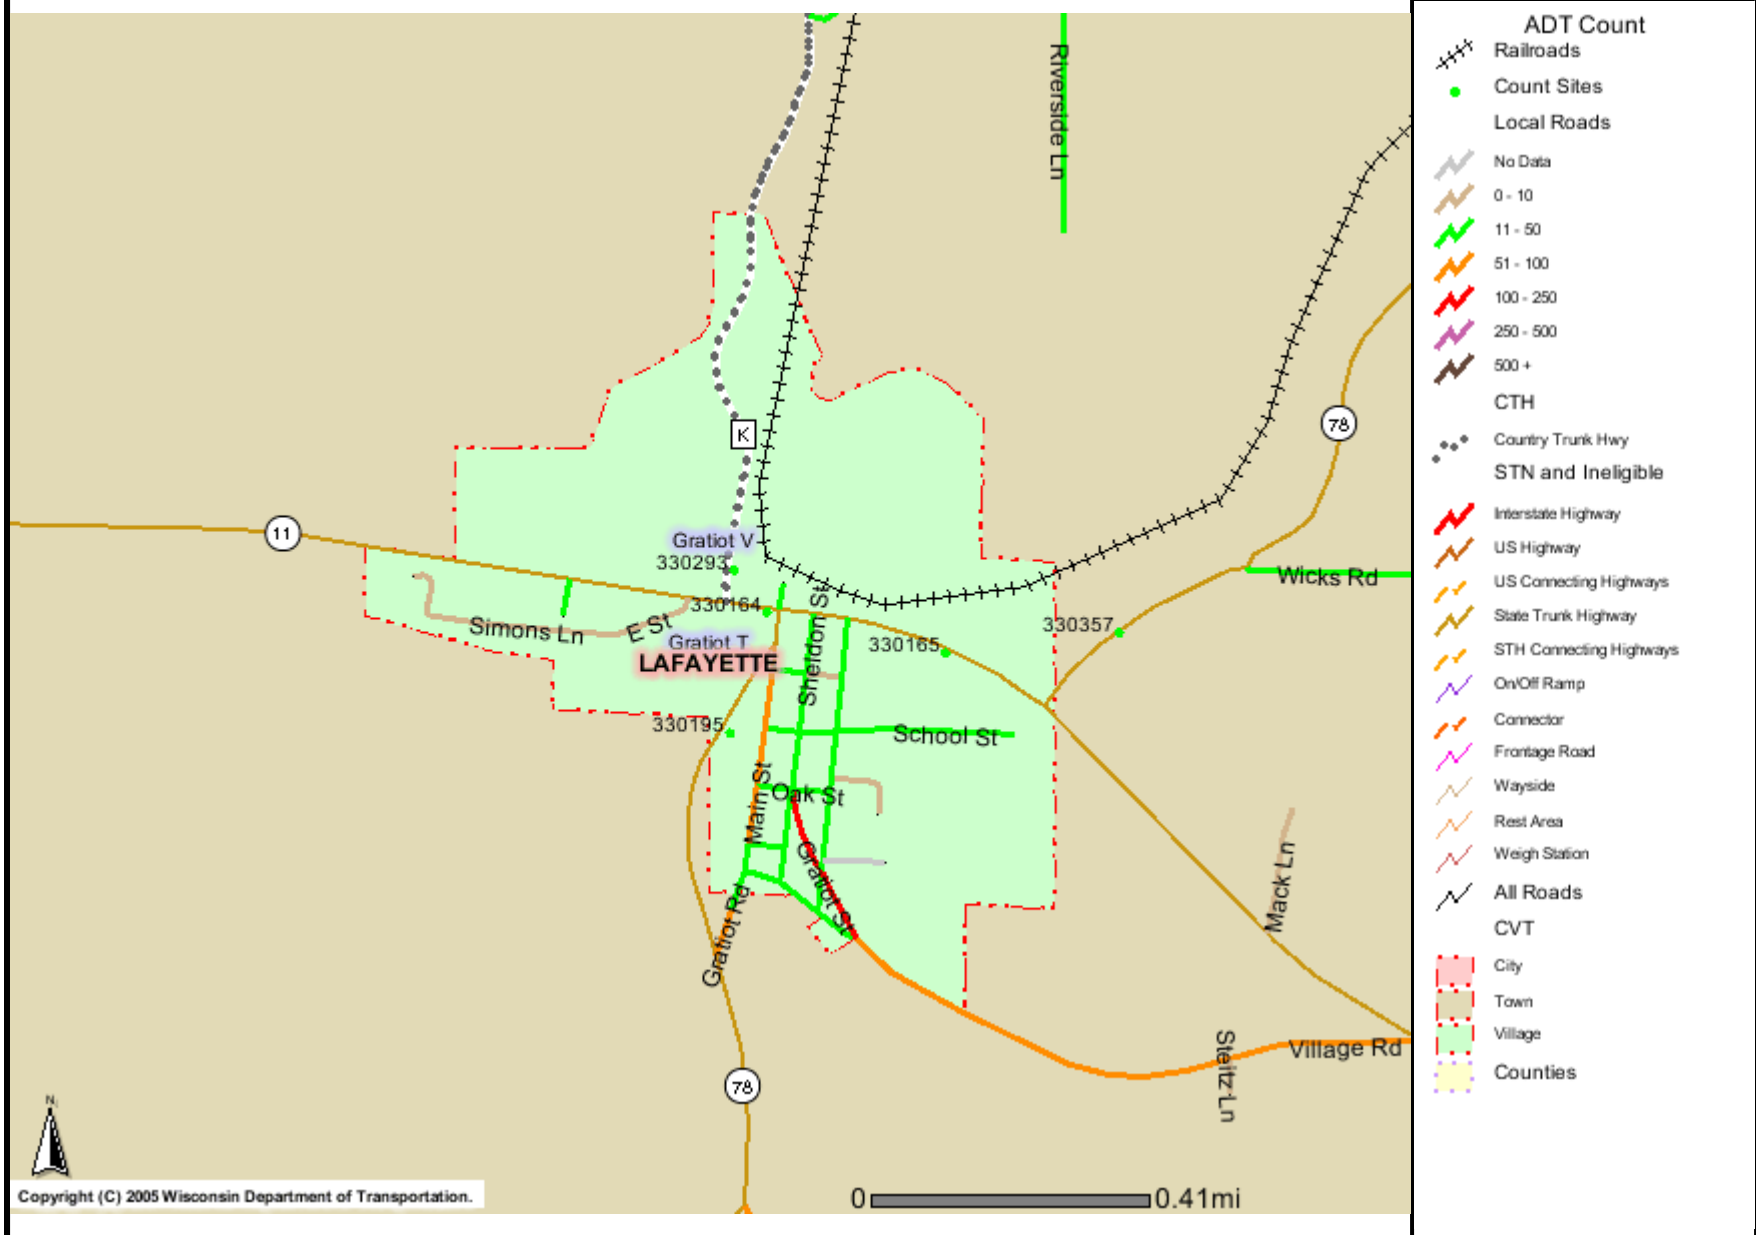 Riverside Ln
K
78
11
Gratiot V
330293
330164
Gratiot T
LAFAYETTE
Simons Ln
E St
Sheldon St
330165
330357
Wicks Rd
330195
School St
Main St
Oak St
Gratiot St
Gratiot Rd
Mack Ln
Steitz Ln
Village Rd
78
N
Copyright (C) 2005 Wisconsin Department of Transportation.
0 0.41mi
ADT Count
Railroads
Count Sites
Local Roads
No Data
0 - 10
11 - 50
51 - 100
100 - 250
250 - 500
500 +
CTH
Country Trunk Hwy
STN and Ineligible
Interstate Highway
US Highway
US Connecting Highways
State Trunk Highway
STH Connecting Highways
On/Off Ramp
Connector
Frontage Road
Wayside
Rest Area
Weigh Station
All Roads
CVT
City
Town
Village
Counties